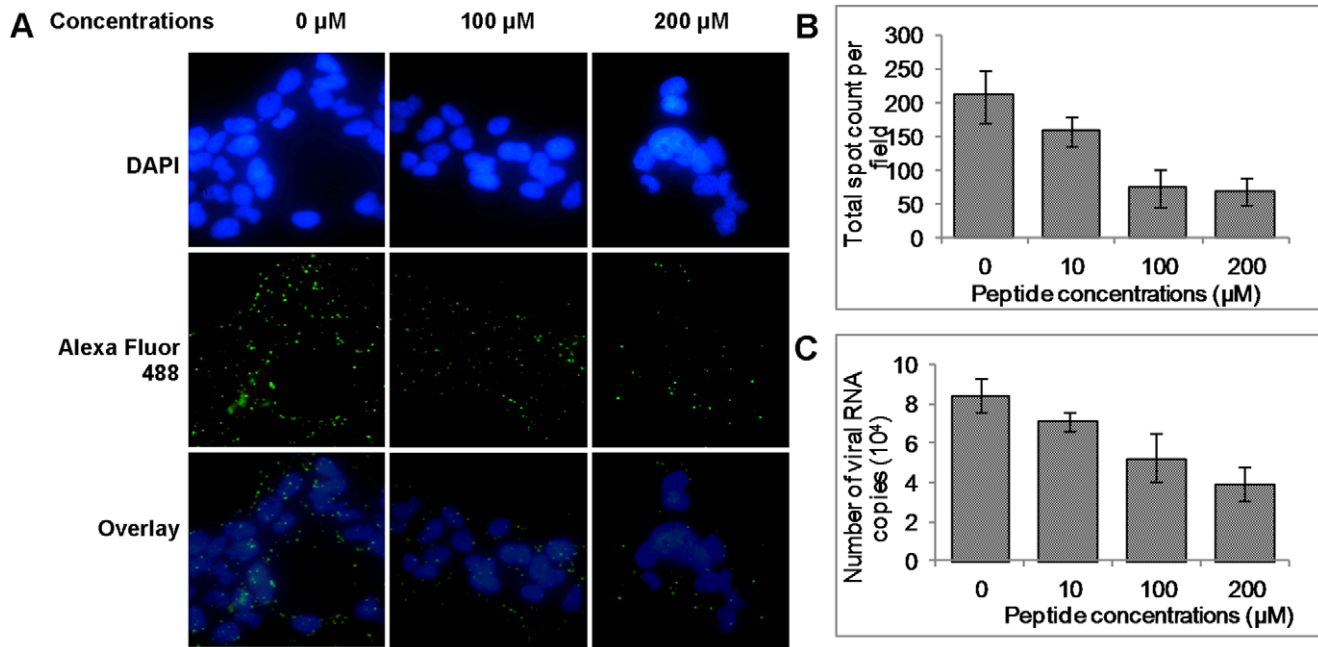 A
Concentrations 0 µM 100 µM 200 µM
DAPI
Alexa Fluor
488
Overlay
B
Total spot count per
field
300
250
200
150
100
50
0
0 10 100 200
Peptide concentrations (µM)
C
Number of viral RNA
copies (10⁴)
10
8
6
4
2
0
0 10 100 200
Peptide concentrations (µM)